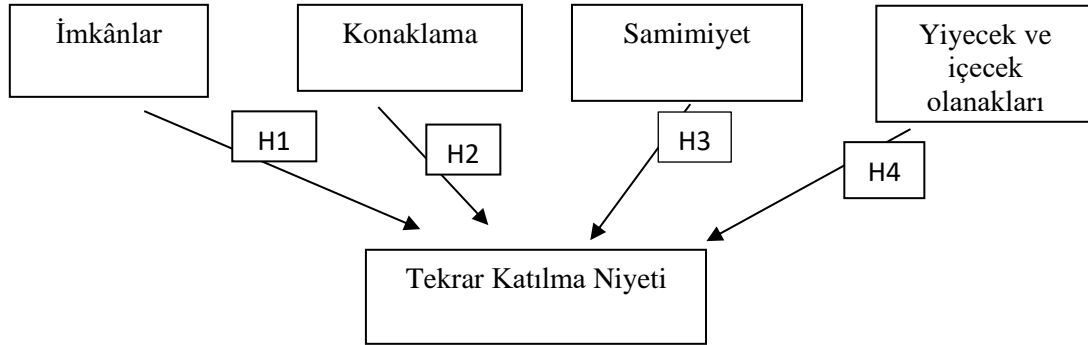 İmkânlar
Konaklama
Samimiyet
Yiyecek ve
içecek
olanakları
H1
H2
H3
H4
Tekrar Katılma Niyeti